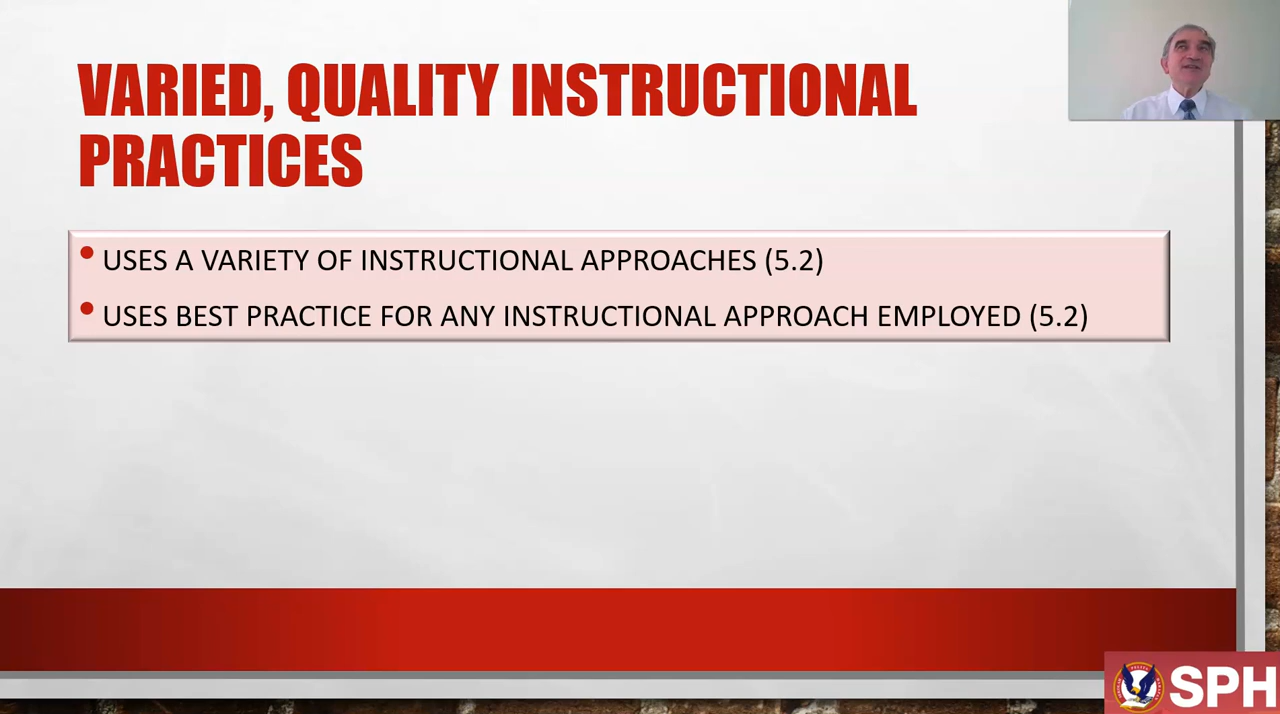 VARIED, QUALITY INSTRUCTIONAL
PRACTICES
• USES A VARIETY OF INSTRUCTIONAL APPROACHES (5.2)
• USES BEST PRACTICE FOR ANY INSTRUCTIONAL APPROACH EMPLOYED (5.2)
SPH